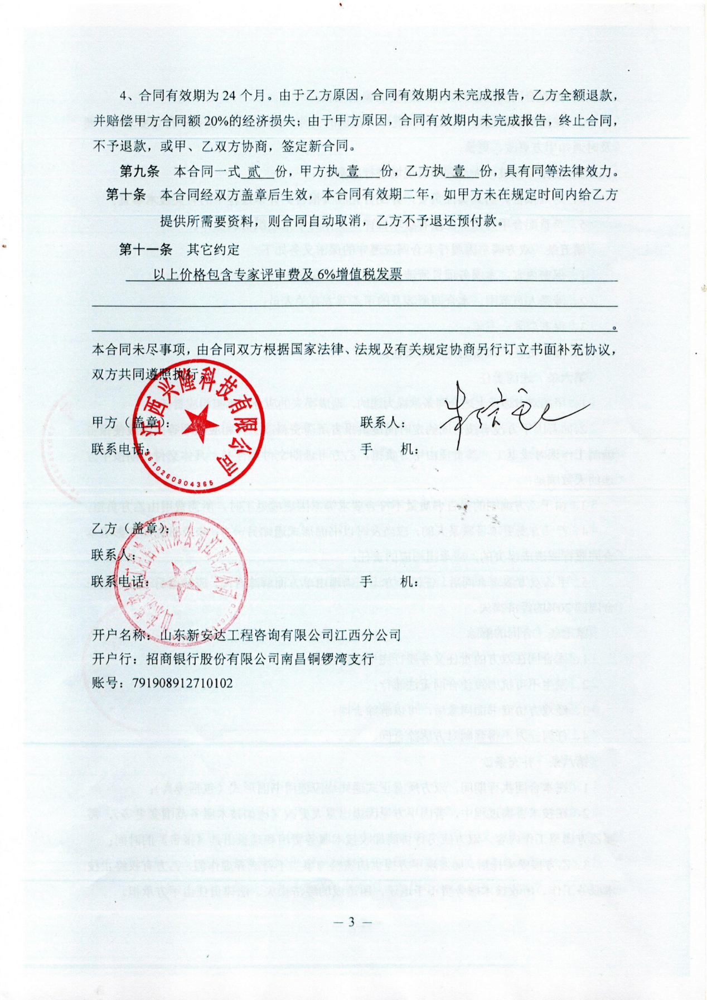 4、合同有效期为 24 个月。由于乙方原因，合同有效期内未完成报告，乙方全额退款，
并赔偿甲方合同额 20%的经济损失；由于甲方原因，合同有效期内未完成报告，终止合同，
不予退款，或甲、乙双方协商，签定新合同。
第九条 本合同一式 贰 份，甲方执 壹 份，乙方执 壹 份，具有同等法律效力。
第十条 本合同经双方盖章后生效，本合同有效期二年，如甲方未在规定时间内给乙方
提供所需要资料，则合同自动取消，乙方不予退还预付款。
第十一条 其它约定
以上价格包含专家评审费及 6%增值税发票
。
本合同未尽事项，由合同双方根据国家法律、法规及有关规定协商另行订立书面补充协议，
双方共同遵照执行。
江西兴隆科技有限公司
3610260904365
甲方（盖章）：
联系人：
联系电话：
手 机：
乙方（盖章）：
联系人：
联系电话：
手 机：
开户名称：山东新安达工程咨询有限公司江西分公司
开户行：招商银行股份有限公司南昌铜锣湾支行
账号：791908912710102
— 3 —